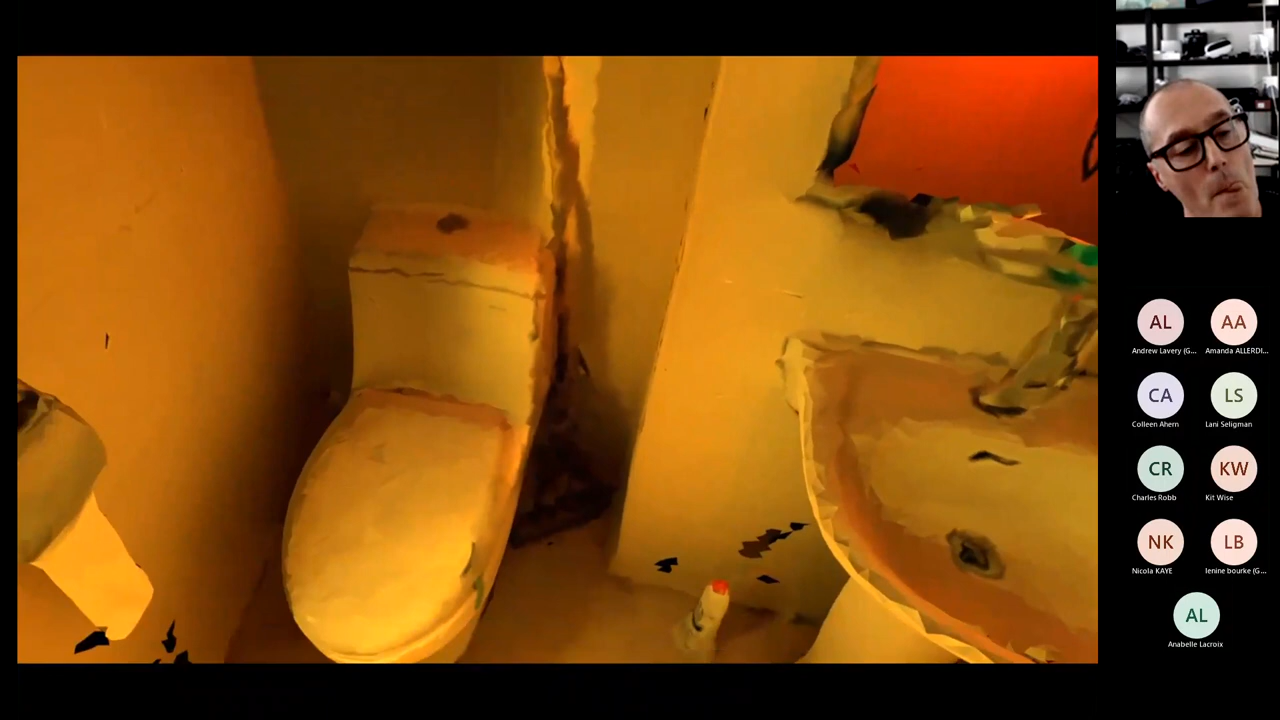 AL AA
Andrew Lavery (G... Amanda ALLERDI...
CA LS
Colleen Ahern Lani Seligman
CR KW
Charles Robb Kit Wise
NK LB
Nicola KAYE lenine bourke (G...
AL
Anabelle Lacroix